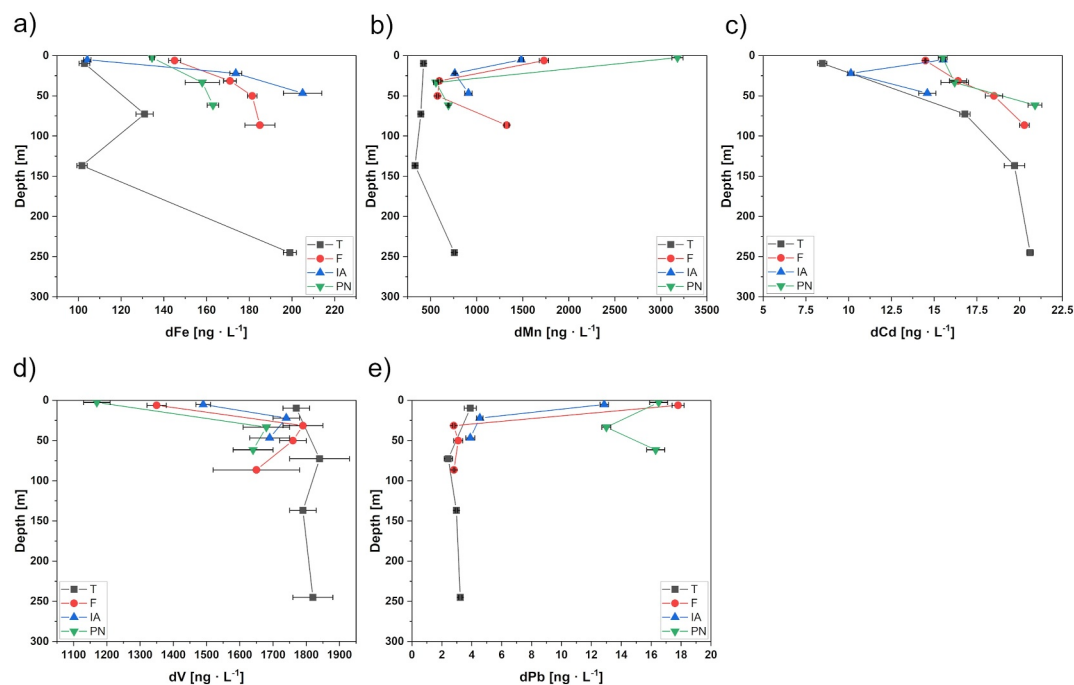 a)
0
50
100
150
200
250
300
Depth [m]
100 120 140 160 180 200 220
dFe [ng · L⁻¹]
T
F
IA
PN
b)
0
50
100
150
200
250
300
Depth [m]
500 1000 1500 2000 2500 3000 3500
dMn [ng · L⁻¹]
T
F
IA
PN
c)
0
50
100
150
200
250
300
Depth [m]
5 7.5 10 12.5 15 17.5 20 22.5
dCd [ng · L⁻¹]
T
F
IA
PN
d)
0
50
100
150
200
250
300
Depth [m]
1100 1200 1300 1400 1500 1600 1700 1800 1900
dV [ng · L⁻¹]
T
F
IA
PN
e)
0
50
100
150
200
250
300
Depth [m]
0 2 4 6 8 10 12 14 16 18 20
dPb [ng · L⁻¹]
T
F
IA
PN